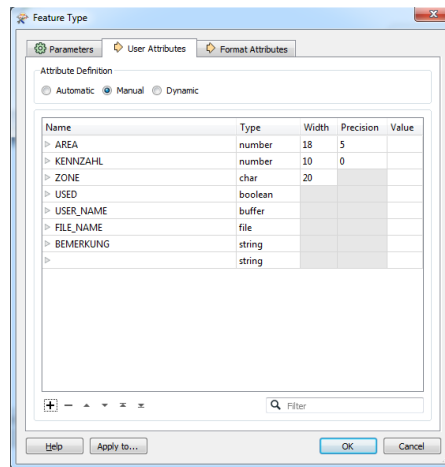 Feature Type
Parameters User Attributes Format Attributes
Attribute Definition
Automatic Manual Dynamic
Name Type Width Precision Value
AREA number 18 5
KENNZAHL number 10 0
ZONE char 20
USED boolean
USER_NAME buffer
FILE_NAME file
BEMERKUNG string
string
Filter
Help Apply to... OK Cancel